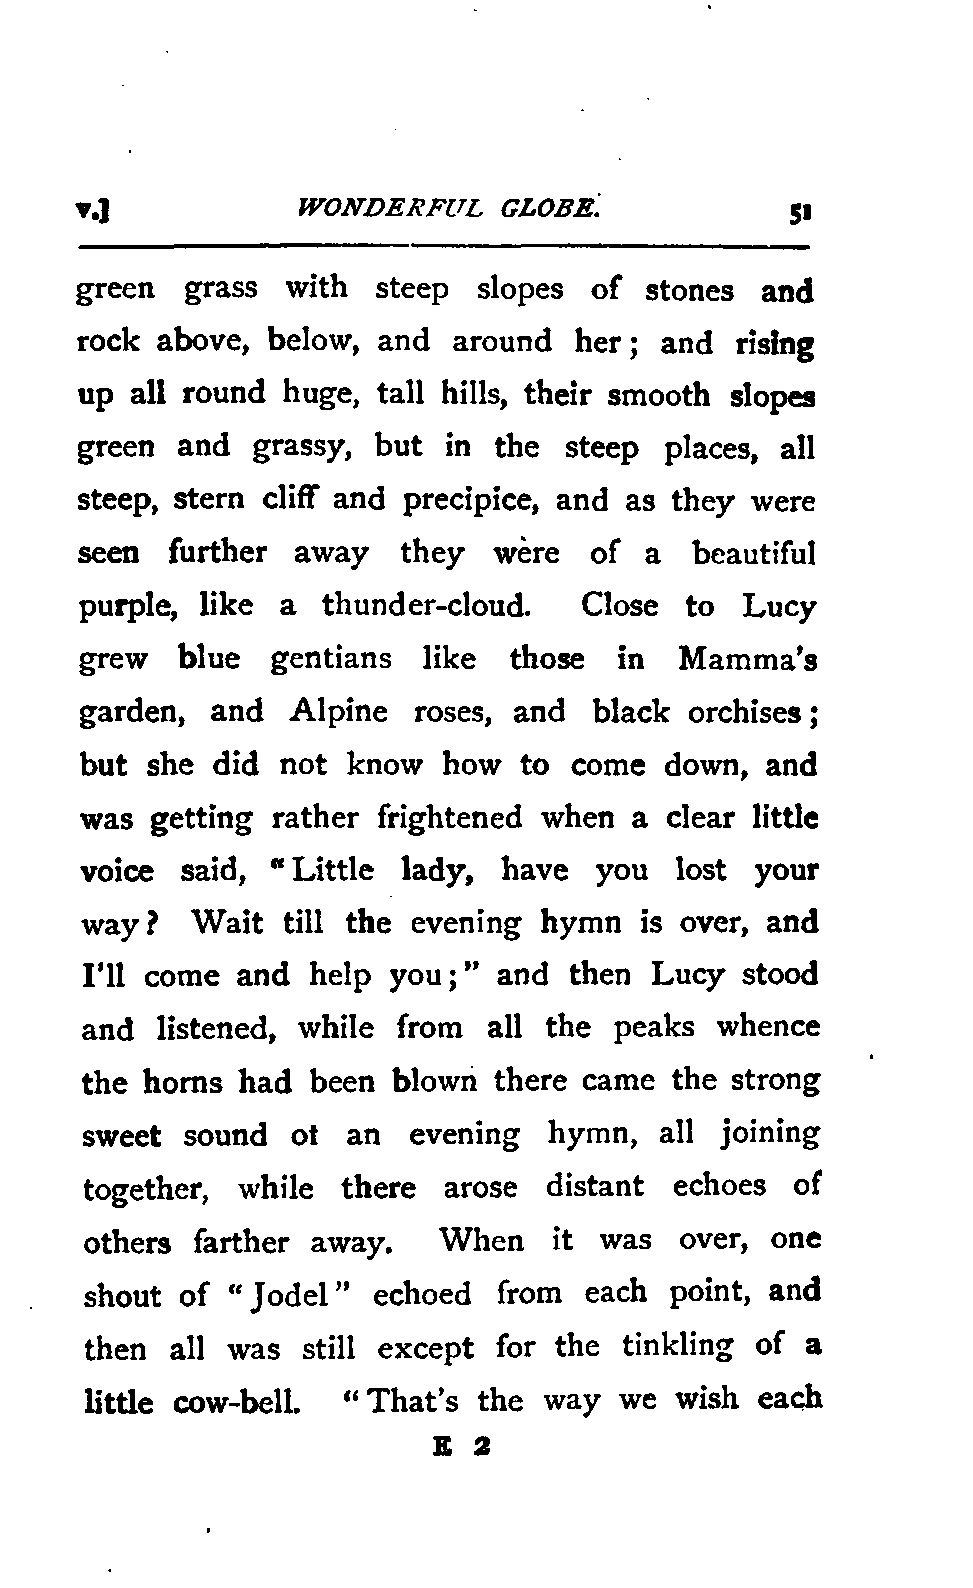 v.] WONDERFUL GLOBE. 51
green grass with steep slopes of stones and
rock above, below, and around her; and rising
up all round huge, tall hills, their smooth slopes
green and grassy, but in the steep places, all
steep, stern cliff and precipice, and as they were
seen further away they were of a beautiful
purple, like a thunder-cloud. Close to Lucy
grew blue gentians like those in Mamma's
garden, and Alpine roses, and black orchises;
but she did not know how to come down, and
was getting rather frightened when a clear little
voice said, "Little lady, have you lost your
way? Wait till the evening hymn is over, and
I'll come and help you;" and then Lucy stood
and listened, while from all the peaks whence
the horns had been blown there came the strong
sweet sound of an evening hymn, all joining
together, while there arose distant echoes of
others farther away. When it was over, one
shout of "Jodel" echoed from each point, and
then all was still except for the tinkling of a
little cow-bell. "That's the way we wish each
E 2